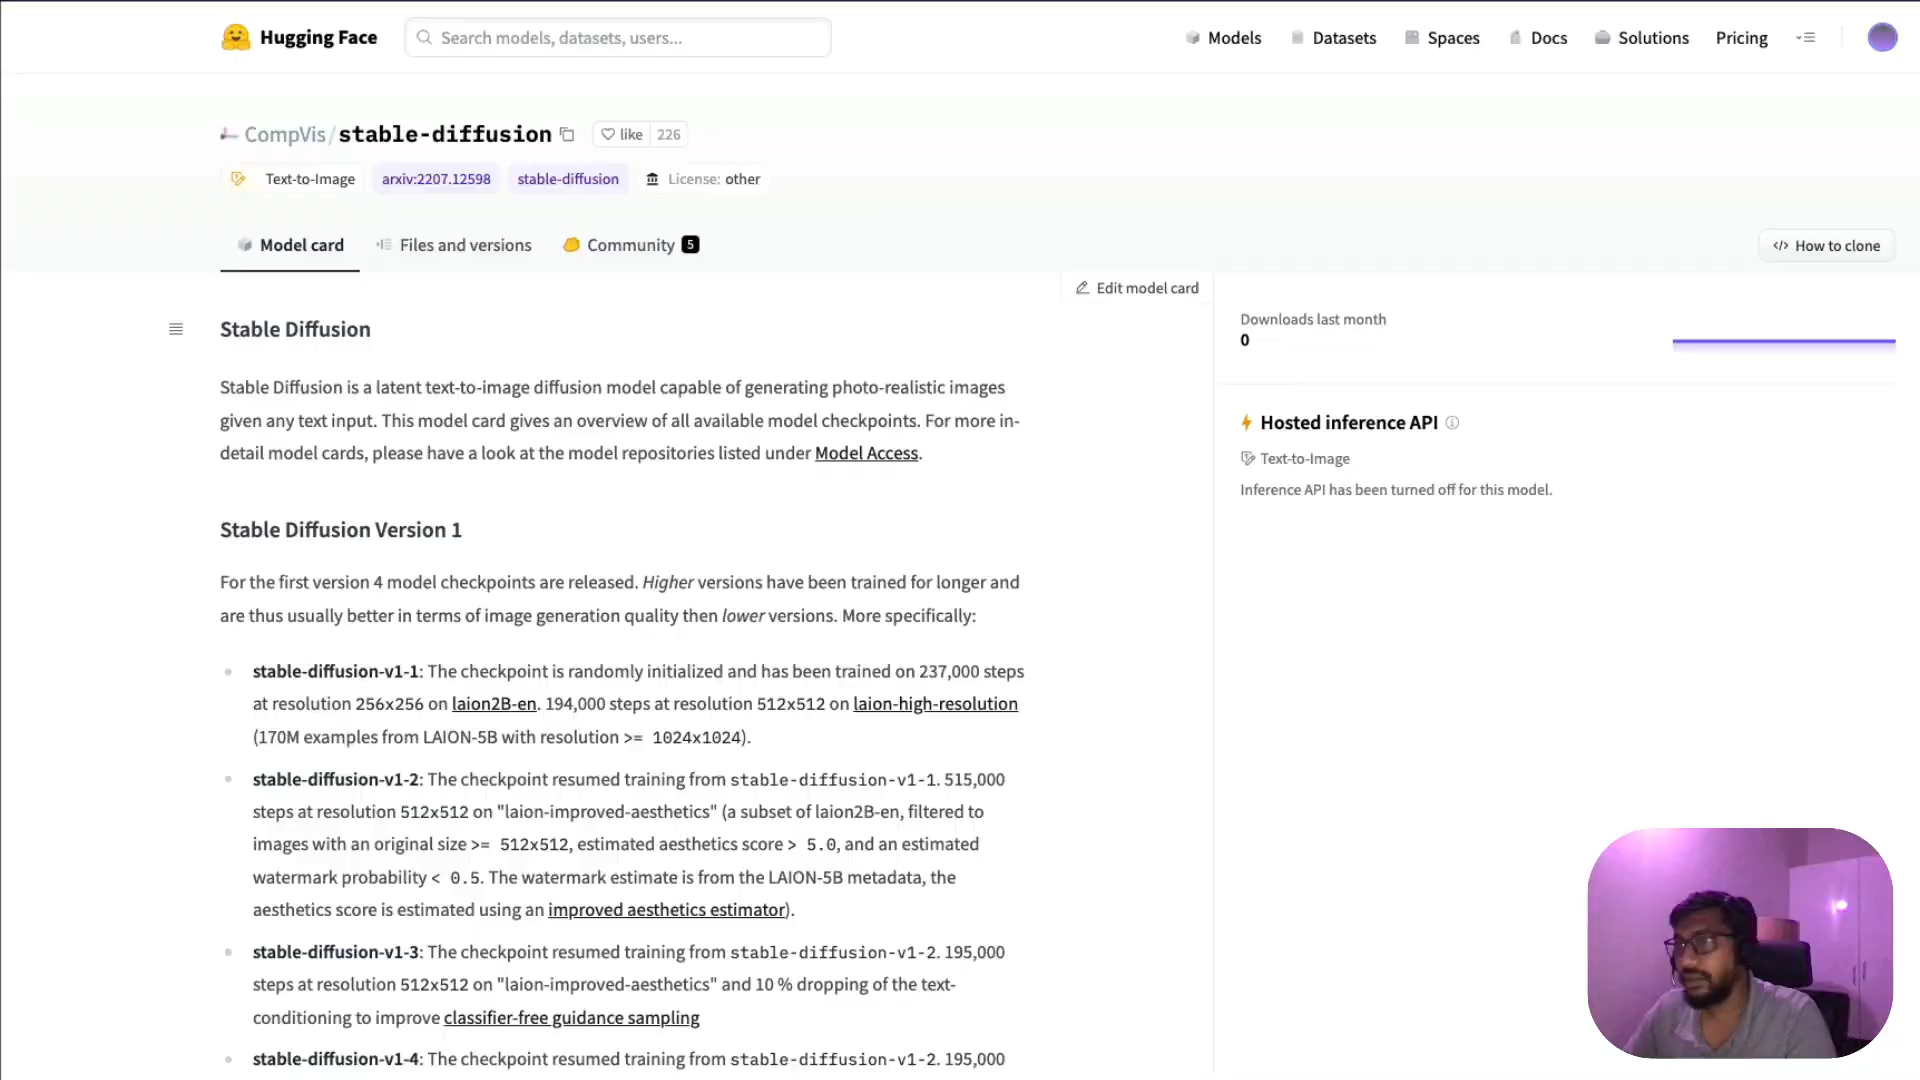 Hugging Face
Search models, datasets, users...
Models
Datasets
Spaces
Docs
Solutions
Pricing
CompVis/stable-diffusion
like 226
Text-to-Image
arxiv:2207.12598
stable-diffusion
License: other
Model card
Files and versions
Community 5
How to clone
Edit model card
Stable Diffusion
Stable Diffusion is a latent text-to-image diffusion model capable of generating photo-realistic images
given any text input. This model card gives an overview of all available model checkpoints. For more in-
detail model cards, please have a look at the model repositories listed under Model Access.
Stable Diffusion Version 1
For the first version 4 model checkpoints are released. Higher versions have been trained for longer and
are thus usually better in terms of image generation quality then lower versions. More specifically:
stable-diffusion-v1-1: The checkpoint is randomly initialized and has been trained on 237,000 steps
at resolution 256x256 on laion2B-en. 194,000 steps at resolution 512x512 on laion-high-resolution
(170M examples from LAION-5B with resolution >= 1024x1024).
stable-diffusion-v1-2: The checkpoint resumed training from stable-diffusion-v1-1. 515,000
steps at resolution 512x512 on "laion-improved-aesthetics" (a subset of laion2B-en, filtered to
images with an original size >= 512x512, estimated aesthetics score > 5.0, and an estimated
watermark probability < 0.5. The watermark estimate is from the LAION-5B metadata, the
aesthetics score is estimated using an improved aesthetics estimator).
stable-diffusion-v1-3: The checkpoint resumed training from stable-diffusion-v1-2. 195,000
steps at resolution 512x512 on "laion-improved-aesthetics" and 10 % dropping of the text-
conditioning to improve classifier-free guidance sampling
stable-diffusion-v1-4: The checkpoint resumed training from stable-diffusion-v1-2. 195,000
Downloads last month
0
Hosted inference API
Text-to-Image
Inference API has been turned off for this model.